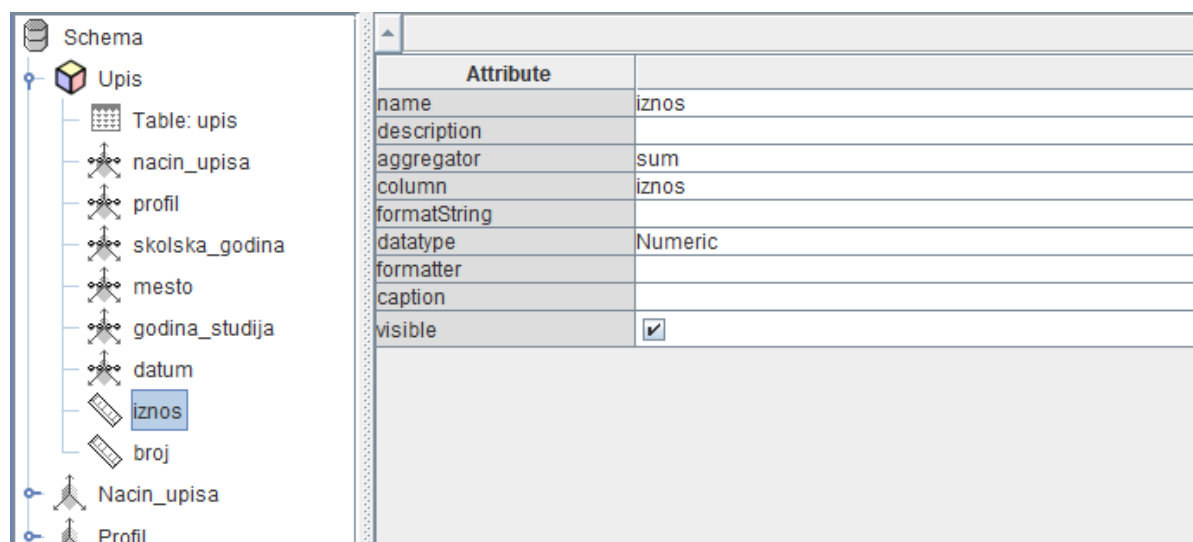 Schema
Upis
Table: upis
nacin_upisa
profil
skolska_godina
mesto
godina_studija
datum
iznos
broj
Nacin_upisa
Profil
Attribute
name iznos
description
aggregator sum
column iznos
formatString
datatype Numeric
formatter
caption
visible